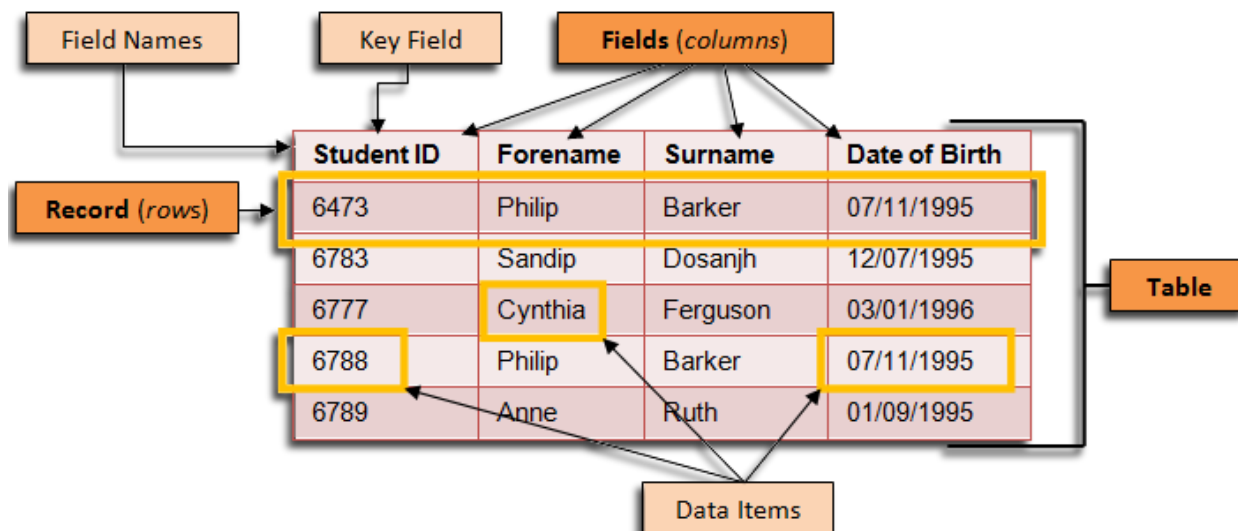 Field Names
Key Field
Fields (columns)
Student ID Forename Surname Date of Birth
Record (rows)
6473 Philip Barker 07/11/1995
6783 Sandip Dosanjh 12/07/1995
Table
6777 Cynthia Ferguson 03/01/1996
6788 Philip Barker 07/11/1995
6789 Anne Ruth 01/09/1995
Data Items